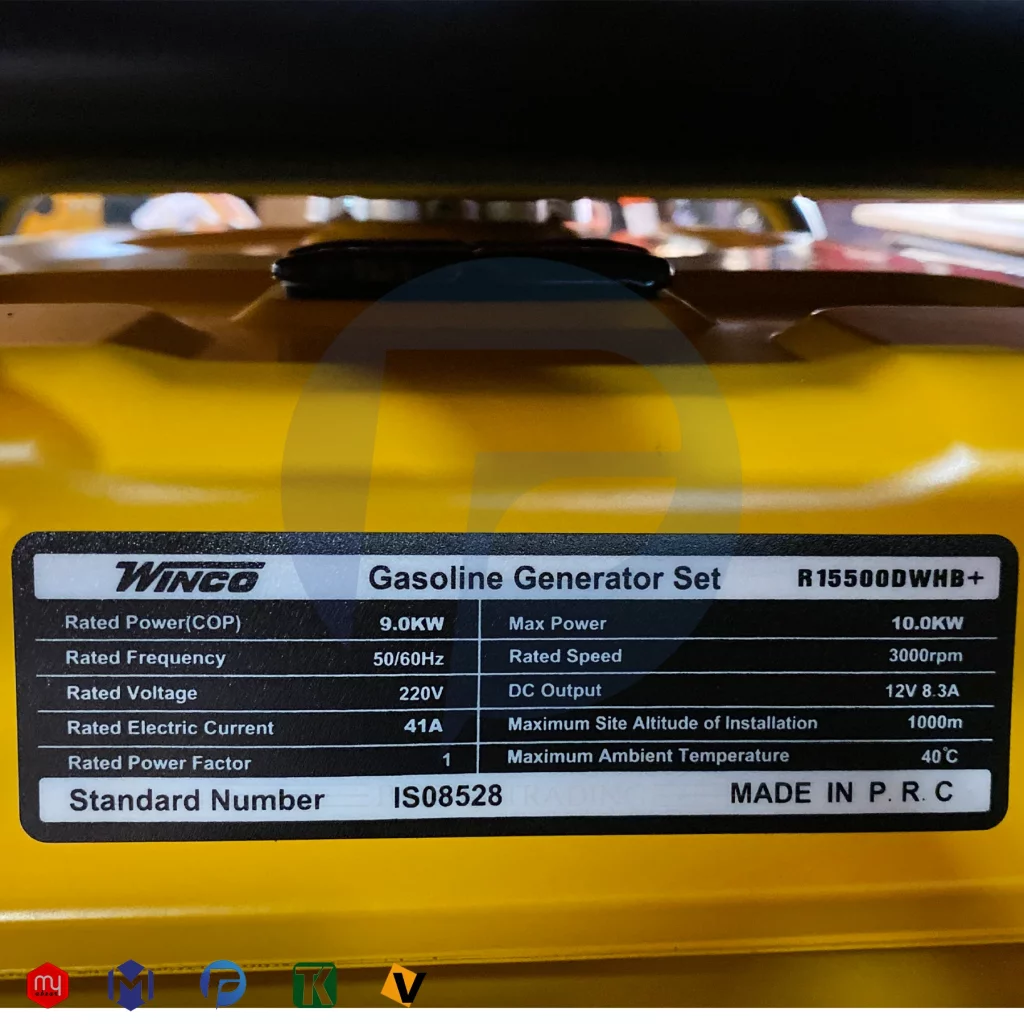 WINCO Gasoline Generator Set R15500DWHB+
Rated Power(COP) 9.0KW Max Power 10.0KW
Rated Frequency 50/60Hz Rated Speed 3000rpm
Rated Voltage 220V DC Output 12V 8.3A
Rated Electric Current 41A Maximum Site Altitude of Installation 1000m
Rated Power Factor 1 Maximum Ambient Temperature 40℃
Standard Number IS08528 MADE IN P.R.C
my M P TK V